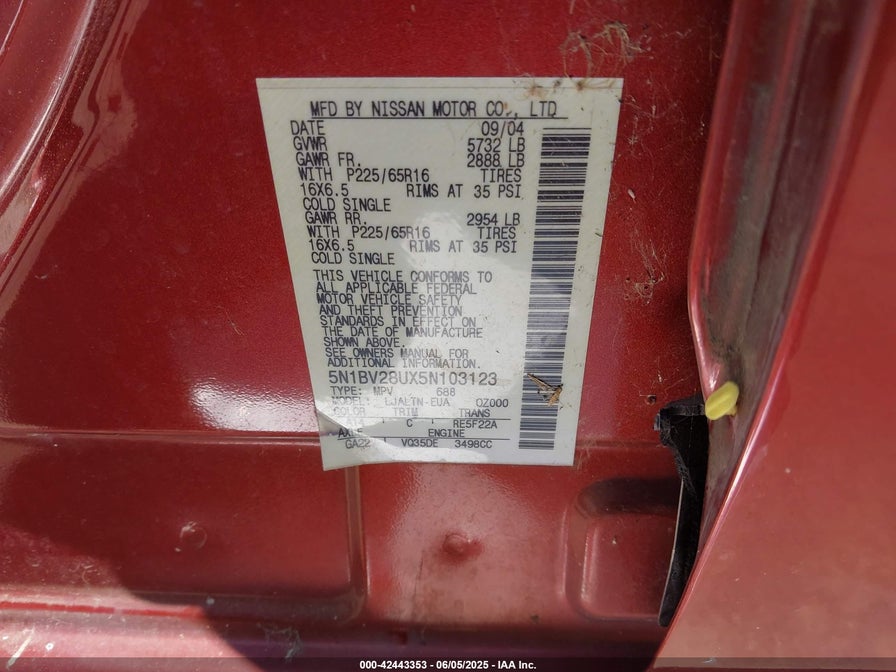 MFD BY NISSAN MOTOR CO., LTD
DATE 09/04
GVWR 5732 LB
GAWR FR. 2888 LB
WITH P225/65R16 TIRES
16X6.5 RIMS AT 35 PSI
COLD SINGLE
GAWR RR. 2954 LB
WITH P225/65R16 TIRES
16X6.5 RIMS AT 35 PSI
COLD SINGLE
THIS VEHICLE CONFORMS TO
ALL APPLICABLE FEDERAL
MOTOR VEHICLE SAFETY
AND THEFT PREVENTION
STANDARDS IN EFFECT ON
THE DATE OF MANUFACTURE
SHOWN ABOVE.
SEE OWNERS MANUAL FOR
ADDITIONAL INFORMATION.
5N1BV28UX5N103123
TYPE: MPV 688
MODEL: -EUA QZ000
COLOR TRIM TRANS
C RE5F22A
AXLE ENGINE
GA22 VQ35DE 3498CC
000-42443353 - 06/05/2025 - IAA Inc.